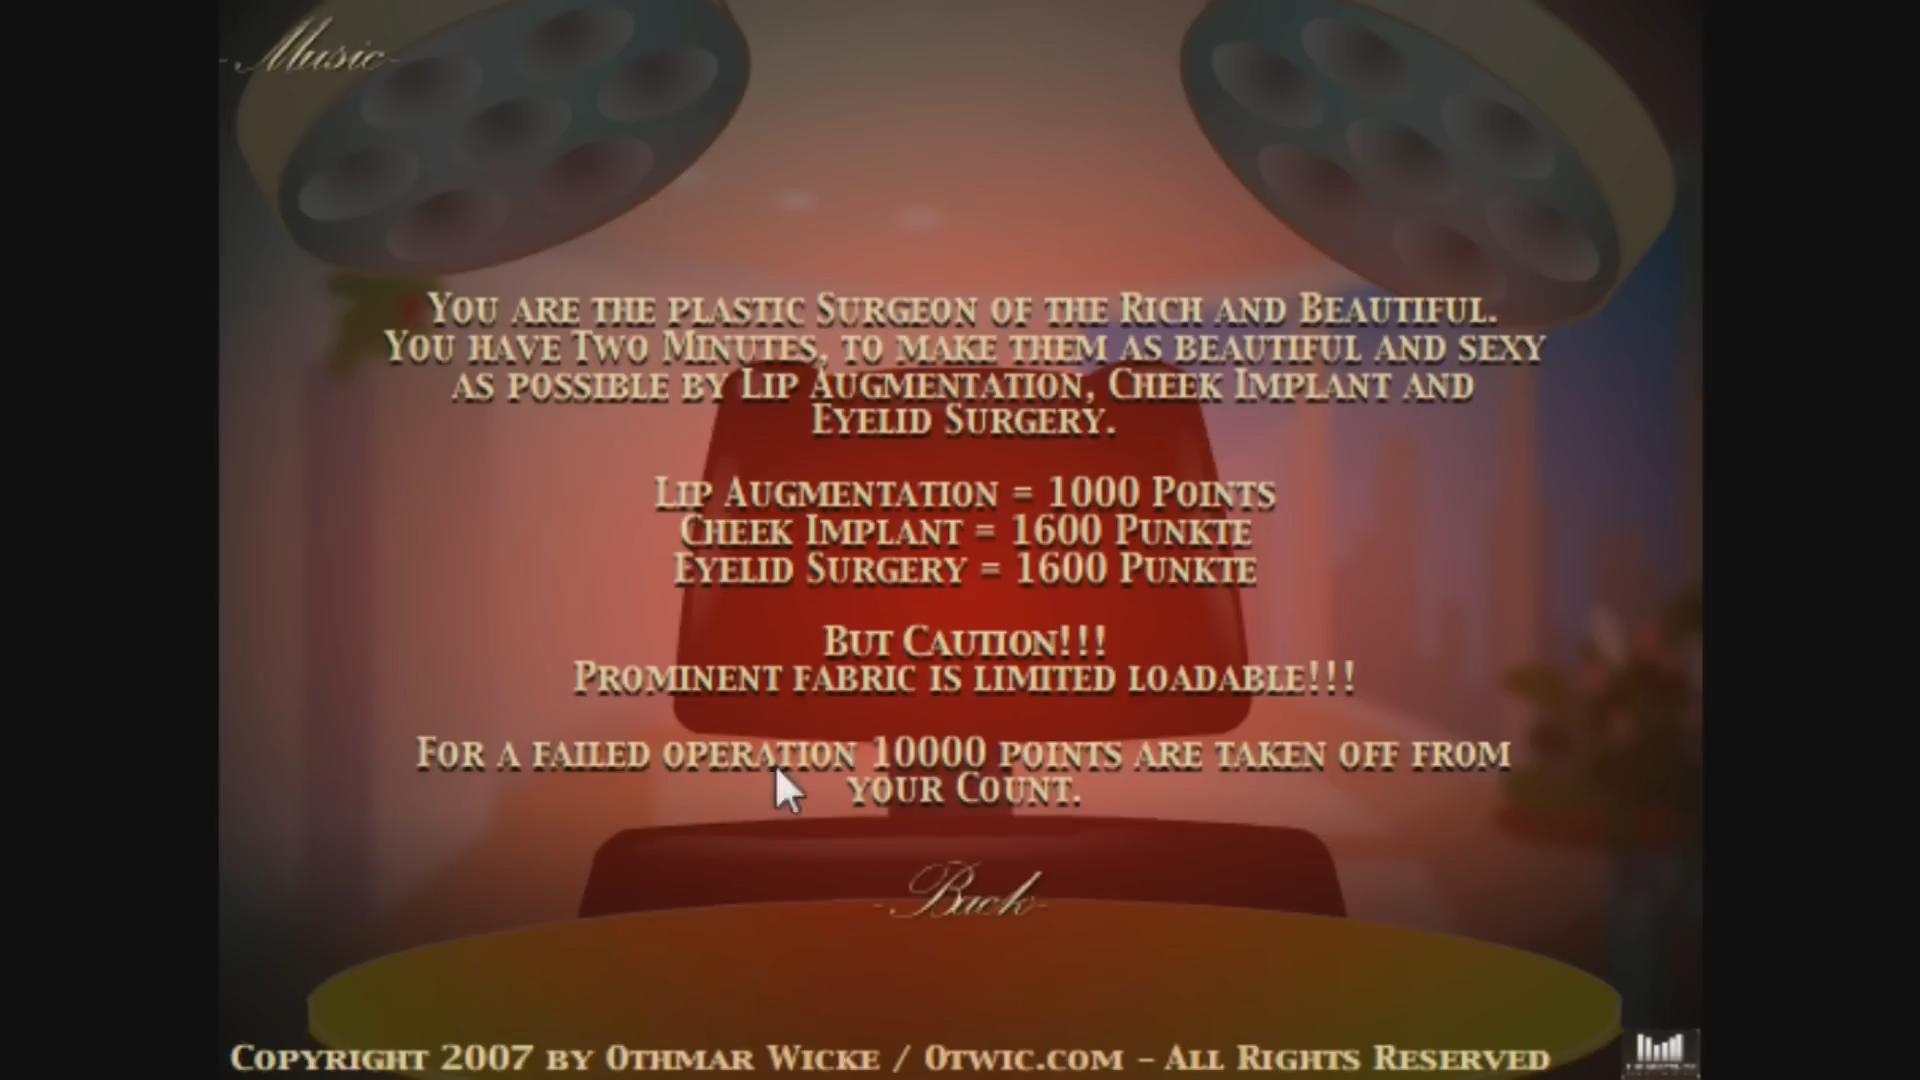 -Music-
You are the plastic Surgeon of the Rich and Beautiful.
You have Two Minutes, to make them as beautiful and sexy
as possible by Lip Augmentation, Cheek Implant and
Eyelid Surgery.
Lip Augmentation = 1000 Points
Cheek Implant = 1600 Punkte
Eyelid Surgery = 1600 Punkte
But Caution!!!
Prominent fabric is limited loadable!!!
For a failed operation 10000 points are taken off from
your Count.
-Back-
Copyright 2007 by Othmar Wicke / Otwic.com - All Rights Reserved